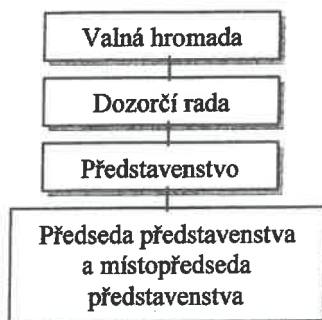 Valná hromada
Dozorčí rada
Představenstvo
Předseda představenstva
a místopředseda
představenstva